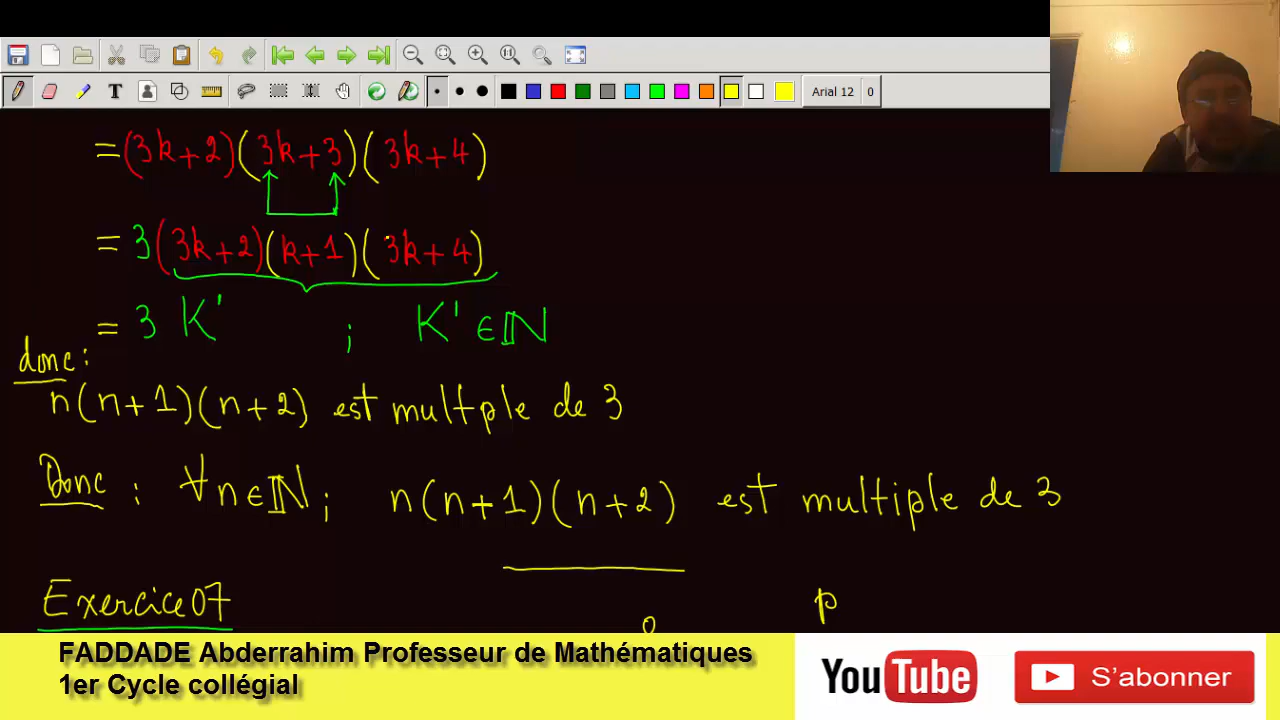 Arial 12 0
=(3k+2)(3k+3)(3k+4)
= 3(3k+2)(k+1)(3k+4)
= 3 K' ; K' ∈ ℕ
donc :
n(n+1)(n+2) est multple de 3
Donc : ∀n∈ℕ; n(n+1)(n+2) est multiple de 3
Exercice 07
p
FADDADE Abderrahim Professeur de Mathématiques
1er Cycle collégial
YouTube
S'abonner